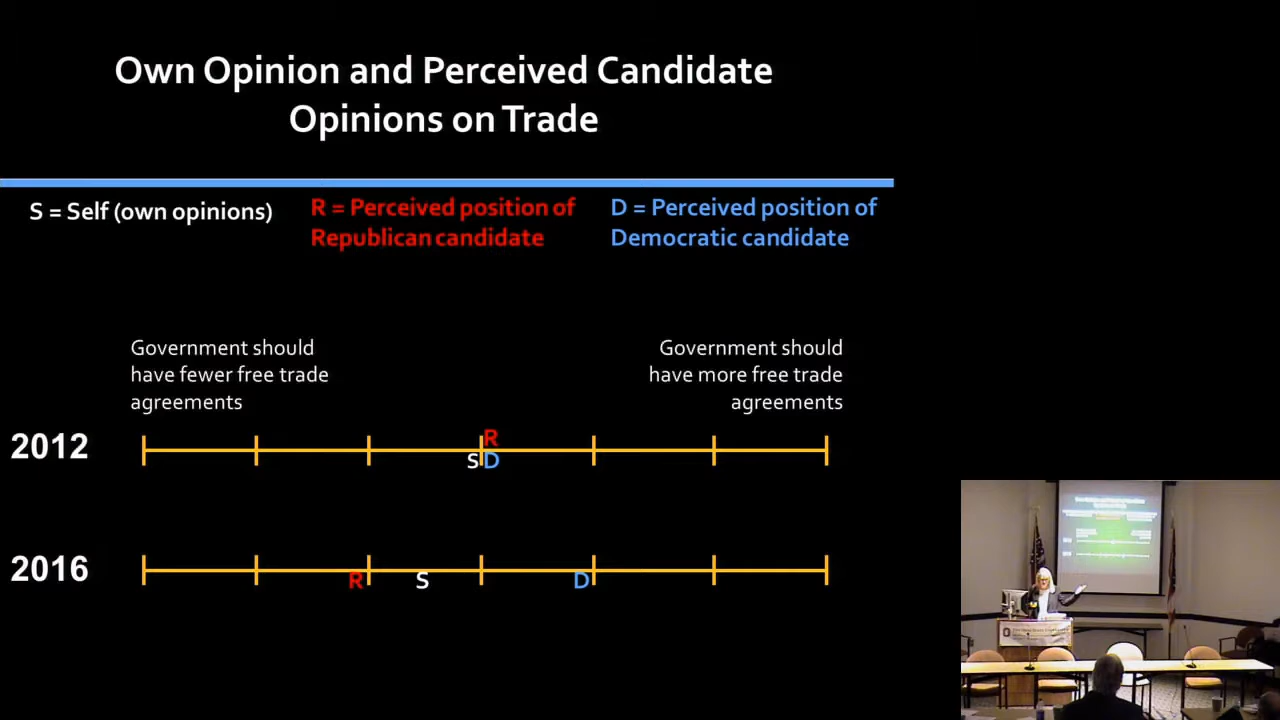 Own Opinion and Perceived Candidate
Opinions on Trade
S = Self (own opinions)
R = Perceived position of
Republican candidate
D = Perceived position of
Democratic candidate
Government should
have fewer free trade
agreements
Government should
have more free trade
agreements
2012
R
S D
2016
R S D